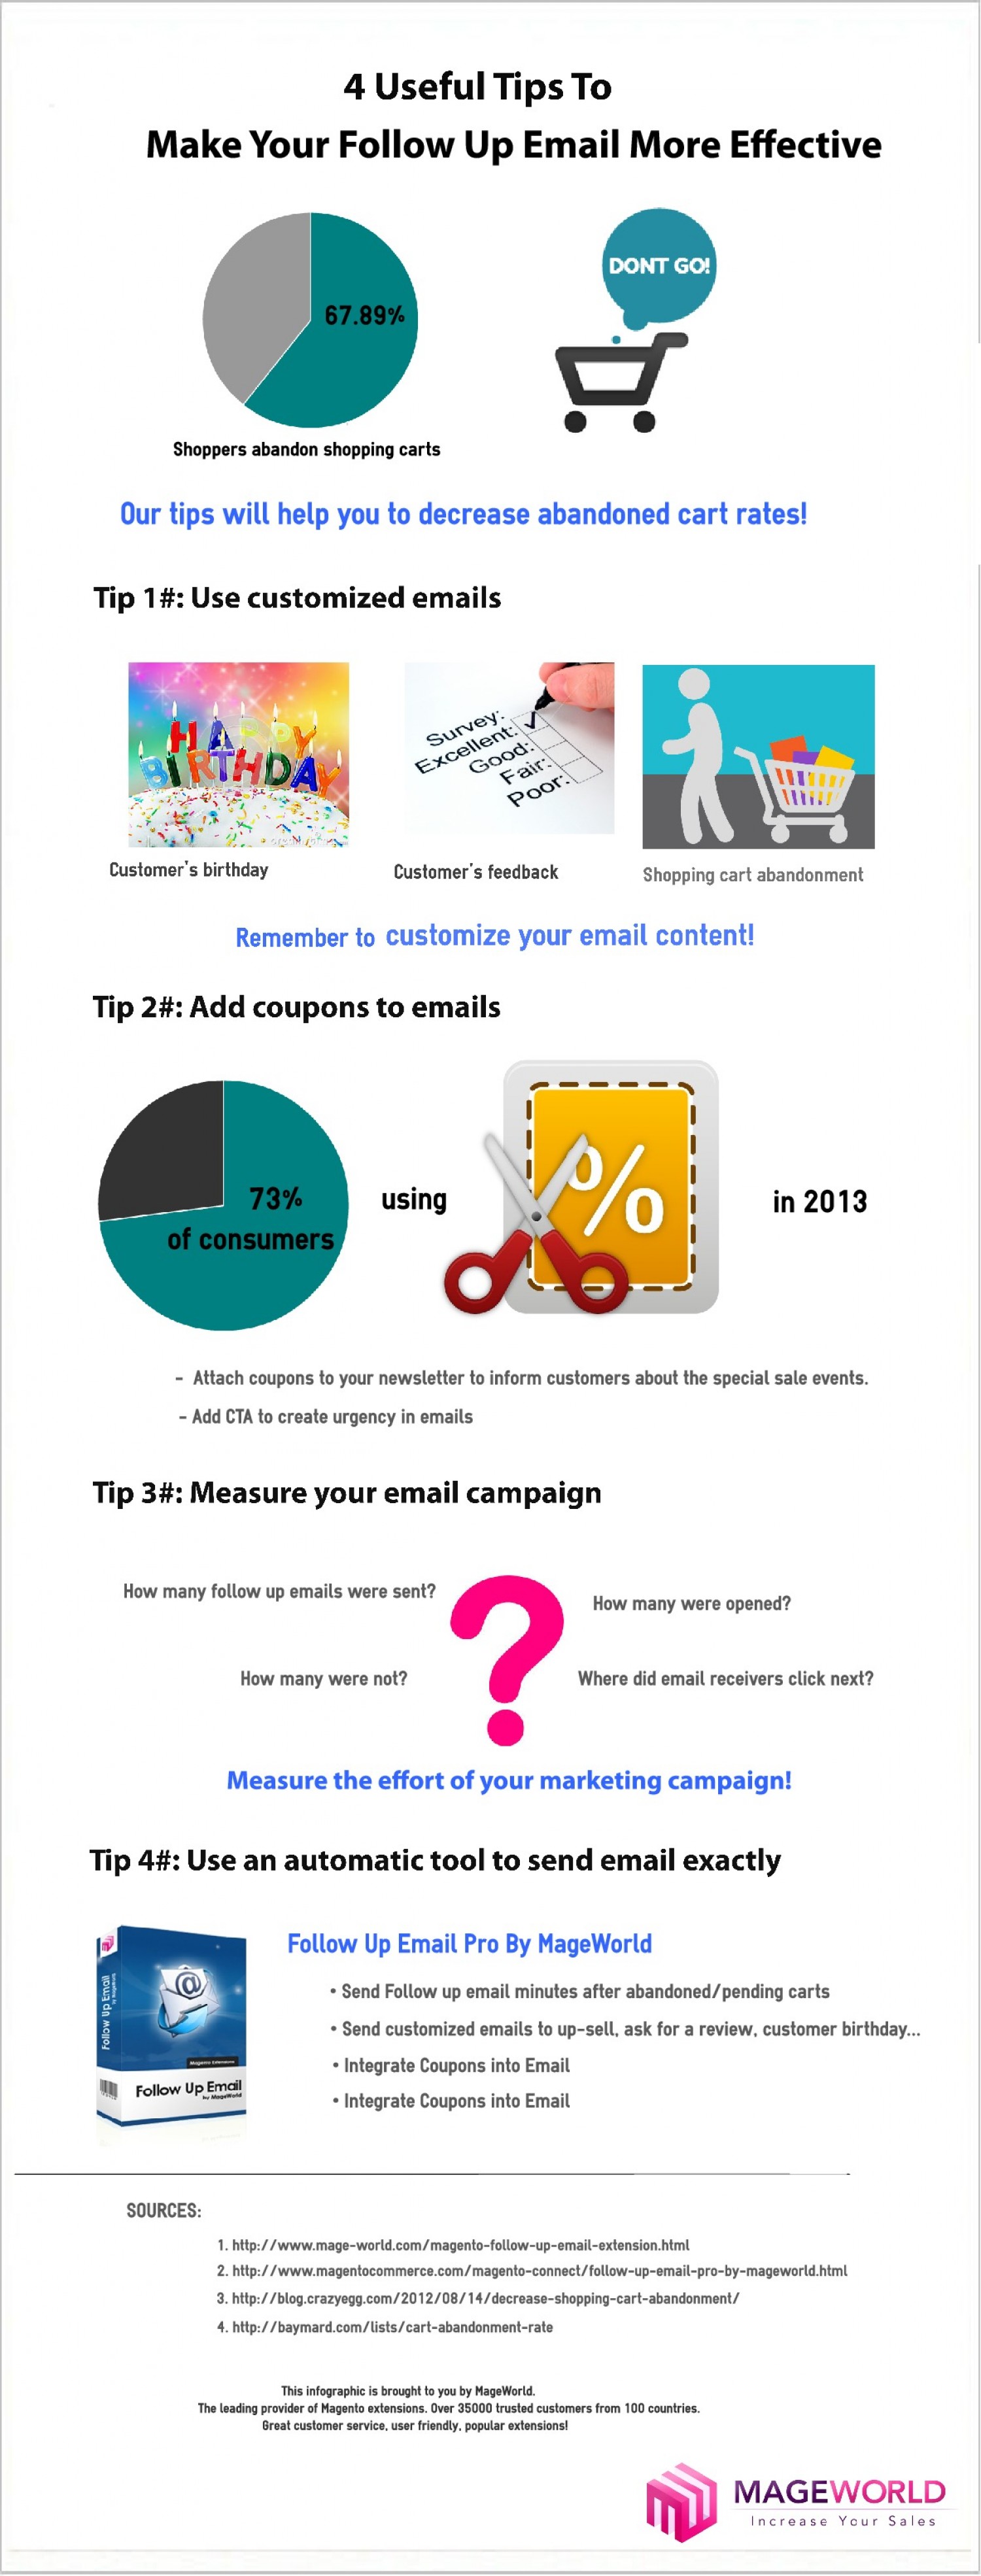 4 Useful Tips To
Make Your Follow Up Email More Effective
67.89%
DONT GO!
Shoppers abandon shopping carts
Our tips will help you to decrease abandoned cart rates!
Tip 1#: Use customized emails
HAPPY
BIRTHDAY
Survey:
Excellent:
Good:
Fair:
Poor:
Customer's birthday
Customer's feedback
Shopping cart abandonment
Remember to customize your email content!
Tip 2#: Add coupons to emails
73%
of consumers
using
%
in 2013
- Attach coupons to your newsletter to inform customers about the special sale events.
- Add CTA to create urgency in emails
Tip 3#: Measure your email campaign
How many follow up emails were sent?
How many were opened?
How many were not?
Where did email receivers click next?
?
Measure the effort of your marketing campaign!
Tip 4#: Use an automatic tool to send email exactly
Follow Up Email
by MageWorld
@
Magento Extensions
Follow Up Email
by MageWorld
Follow Up Email Pro By MageWorld
• Send Follow up email minutes after abandoned/pending carts
• Send customized emails to up-sell, ask for a review, customer birthday...
• Integrate Coupons into Email
• Integrate Coupons into Email
SOURCES:
1. http://www.mage-world.com/magento-follow-up-email-extension.html
2. http://www.magentocommerce.com/magento-connect/follow-up-email-pro-by-mageworld.html
3. http://blog.crazyegg.com/2012/08/14/decrease-shopping-cart-abandonment/
4. http://baymard.com/lists/cart-abandonment-rate
This infographic is brought to you by MageWorld.
The leading provider of Magento extensions. Over 35000 trusted customers from 100 countries.
Great customer service, user friendly, popular extensions!
MAGEWORLD
Increase Your Sales